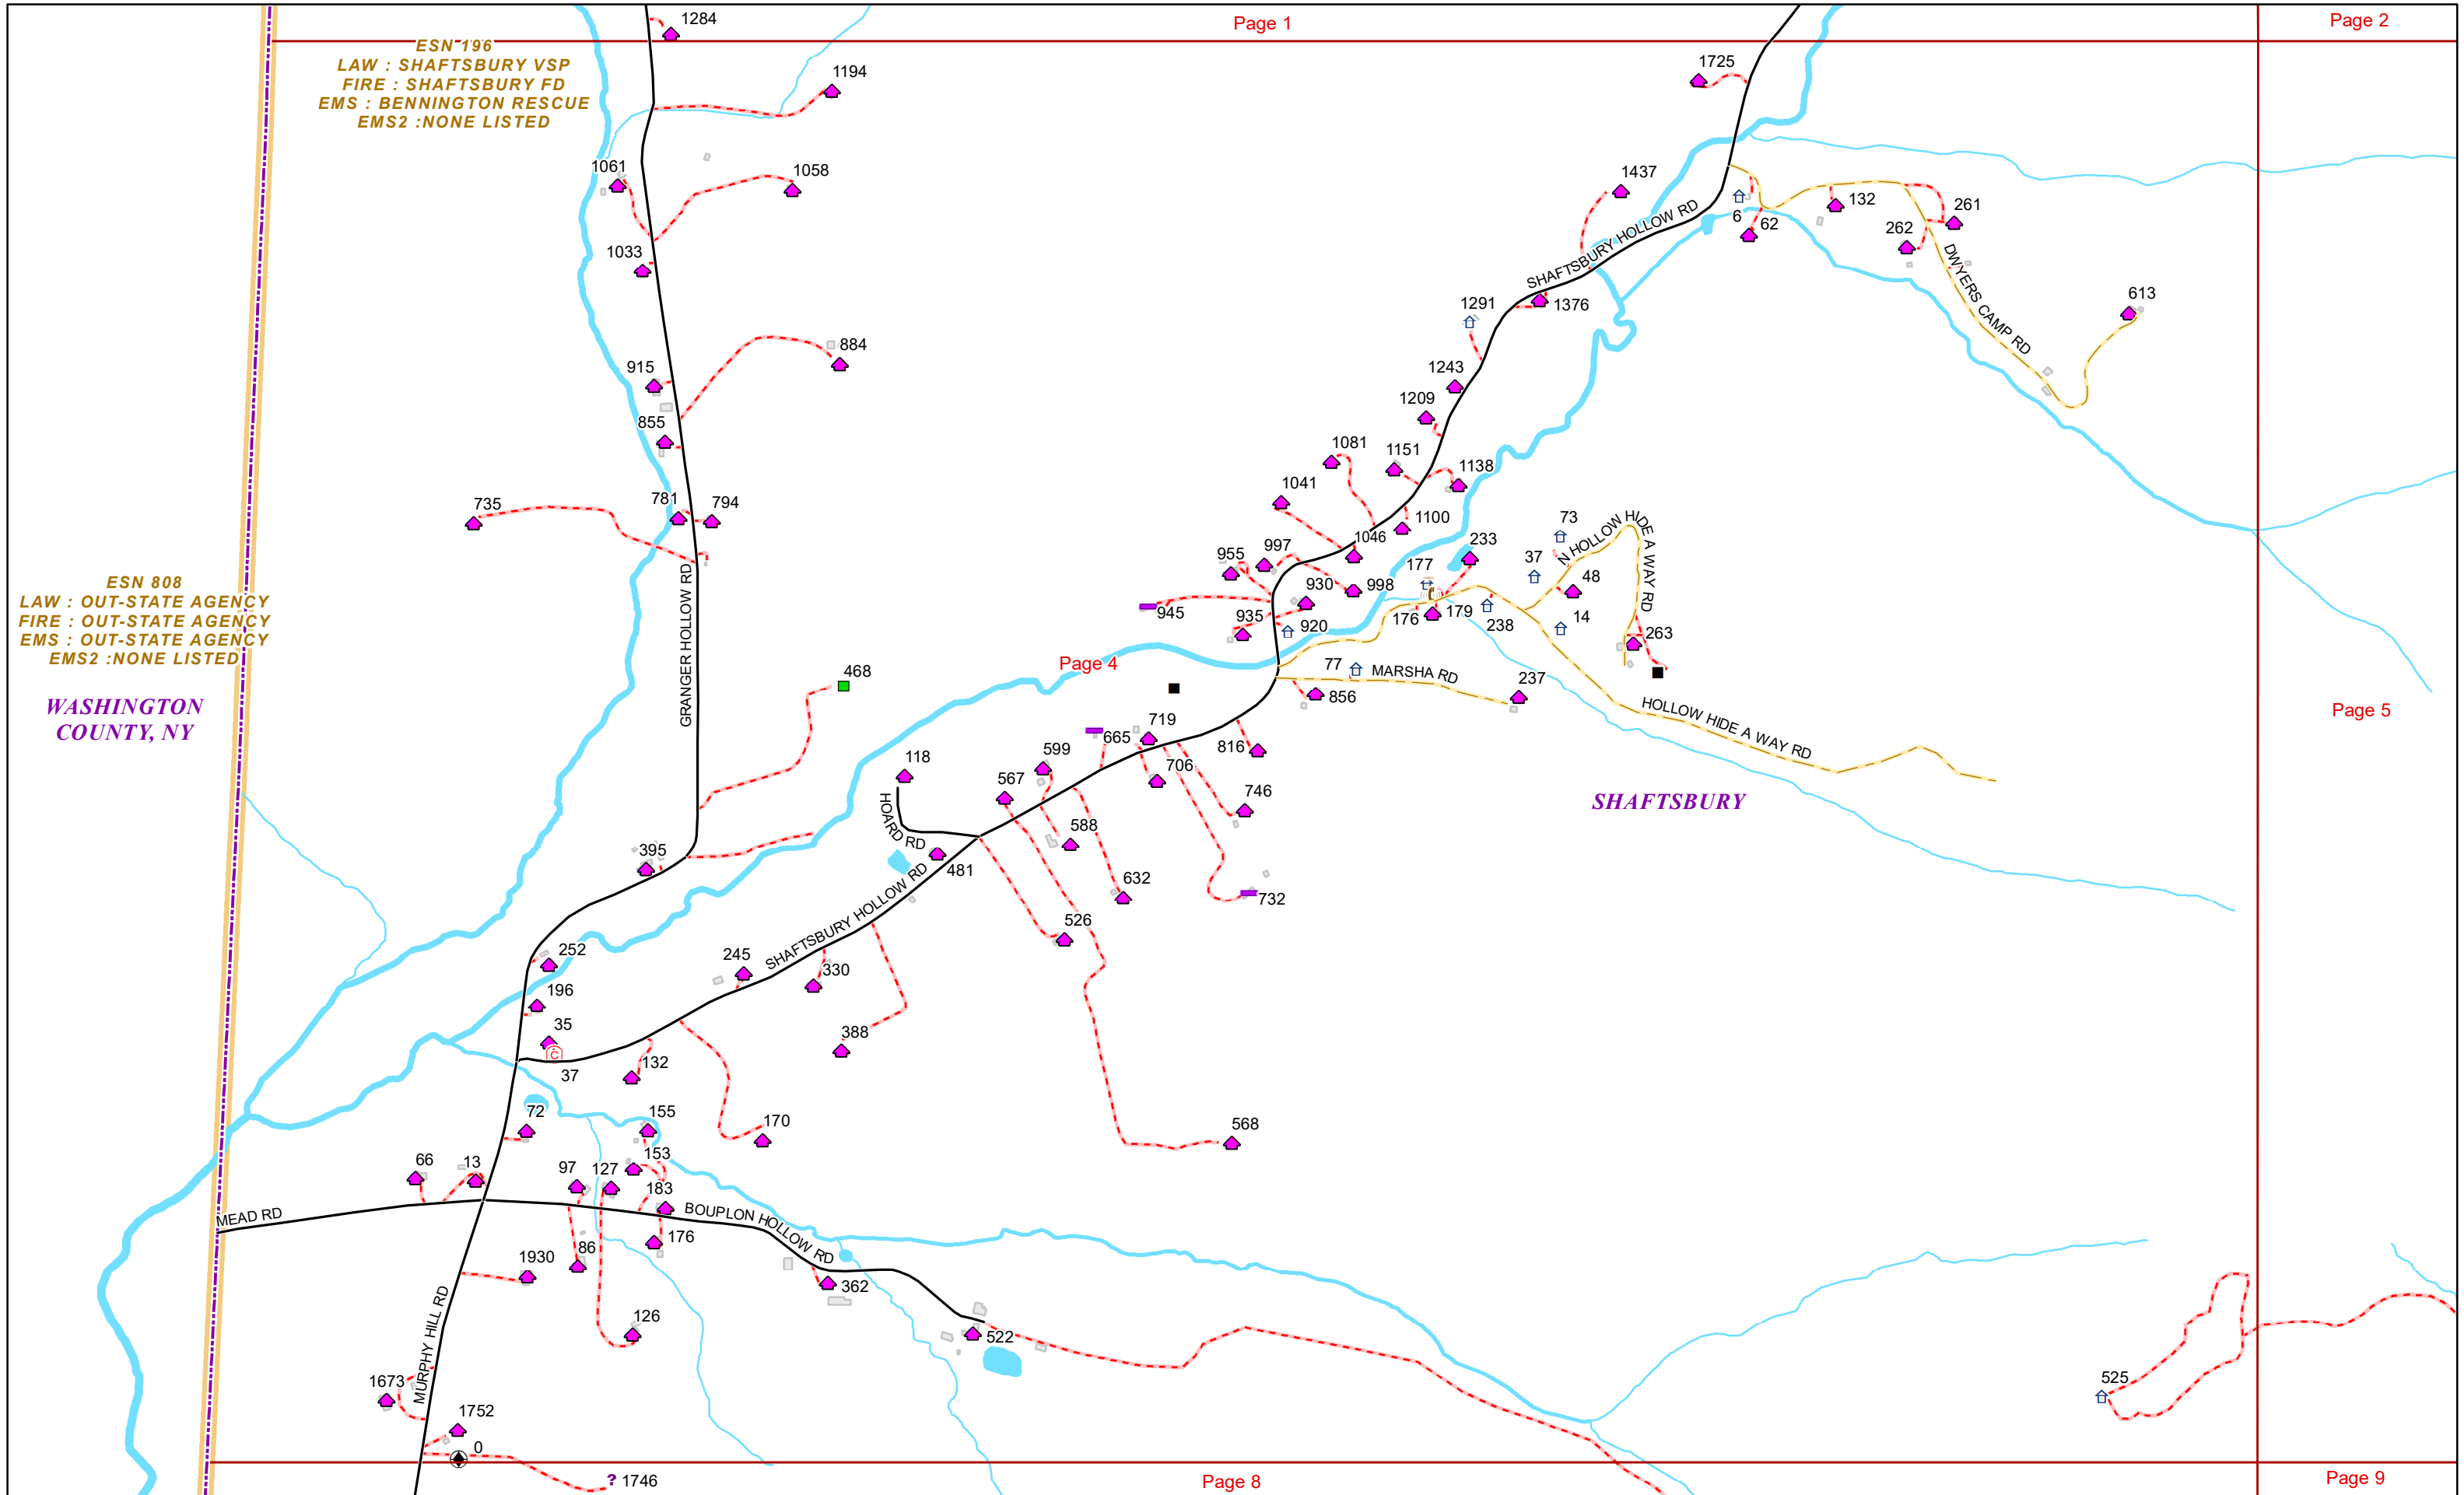 Page 1
Page 2
1284
ESN 196
LAW : SHAFTSBURY VSP
FIRE : SHAFTSBURY FD
EMS : BENNINGTON RESCUE
EMS2 :NONE LISTED
1194
1725
1061
1058
1437
132
261
6
62
262
1033
SHAFTSBURY HOLLOW RD
DWYERS CAMP RD
613
1291
1376
884
915
1243
1209
855
1081
1151
1138
1041
735
781
794
1100
73
N HOLLOW HIDE A WAY RD
1046
233
997
955
177
37
48
ESN 808
LAW : OUT-STATE AGENCY
FIRE : OUT-STATE AGENCY
EMS : OUT-STATE AGENCY
EMS2 :NONE LISTED
930
998
945
935
920
176
179
238
14
263
GRANGER HOLLOW RD
Page 4
77
MARSHA RD
237
856
468
WASHINGTON
COUNTY, NY
HOLLOW HIDE A WAY RD
Page 5
719
665
816
599
118
567
706
746
SHAFTSBURY
HOARD RD
588
395
481
632
732
SHAFTSBURY HOLLOW RD
526
252
245
330
196
35
37
388
132
72
155
170
568
66
13
153
97
127
183
MEAD RD
BOUPLON HOLLOW RD
176
86
1930
362
MURPHY HILL RD
126
522
1673
525
1752
0
1746
?
Page 8
Page 9
C
C